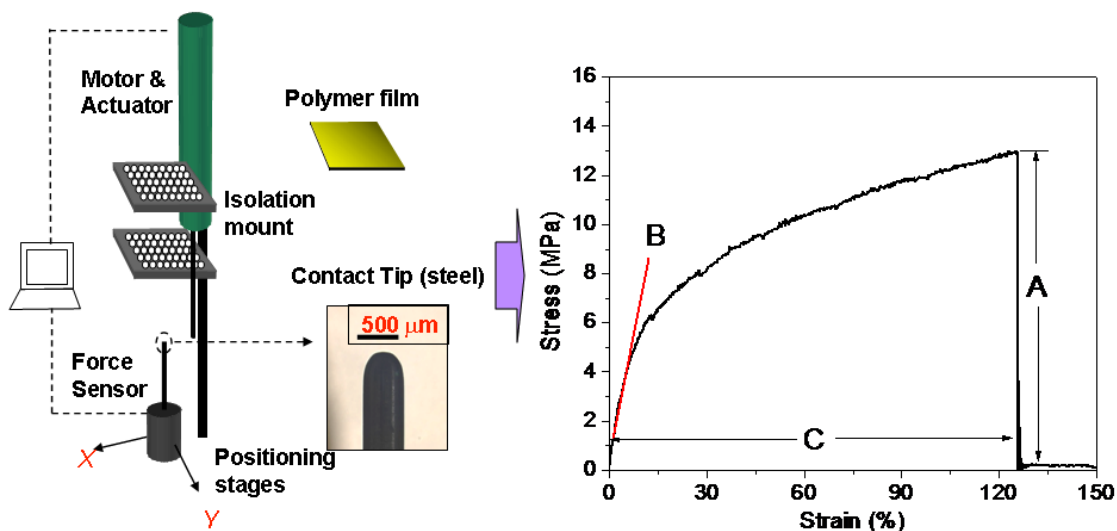 Motor &
Actuator
Polymer film
Isolation
mount
Contact Tip (steel)
500 μm
Force
Sensor
X
Y
Positioning
stages
Stress (MPa)
16
14
12
10
8
6
4
2
0
B
A
C
0
30
60
90
120
150
Strain (%)